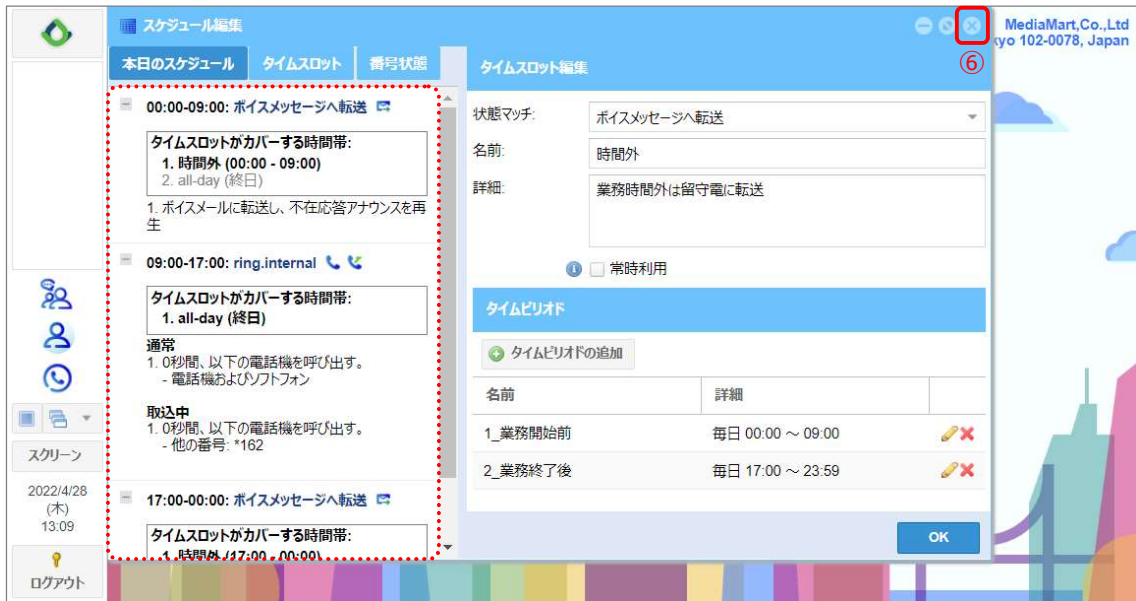 スケジュール編集
MediaMart,Co.,Ltd
kyo 102-0078, Japan
⑥
本日のスケジュール
タイムスロット
番号状態
00:00-09:00: ボイスメッセージへ転送
タイムスロットがカバーする時間帯:
1. 時間外 (00:00 - 09:00)
2. all-day (終日)
1. ボイスメールに転送し、不在応答アナウンスを再
生
09:00-17:00: ring.internal
タイムスロットがカバーする時間帯:
1. all-day (終日)
通常
1. 0秒間、以下の電話機を呼び出す。
- 電話機およびソフトフォン
取込中
1. 0秒間、以下の電話機を呼び出す。
- 他の番号: *162
17:00-00:00: ボイスメッセージへ転送
タイムスロットがカバーする時間帯:
1. 時間外 (17:00 - 00:00)
タイムスロット編集
状態マッチ:
ボイスメッセージへ転送
名前:
時間外
詳細:
業務時間外は留守電に転送
常時利用
タイムピリオド
タイムピリオドの追加
名前
詳細
1_業務開始前
毎日 00:00 ～ 09:00
2_業務終了後
毎日 17:00 ～ 23:59
OK
スクリーン
2022/4/28
(木)
13:09
ログアウト